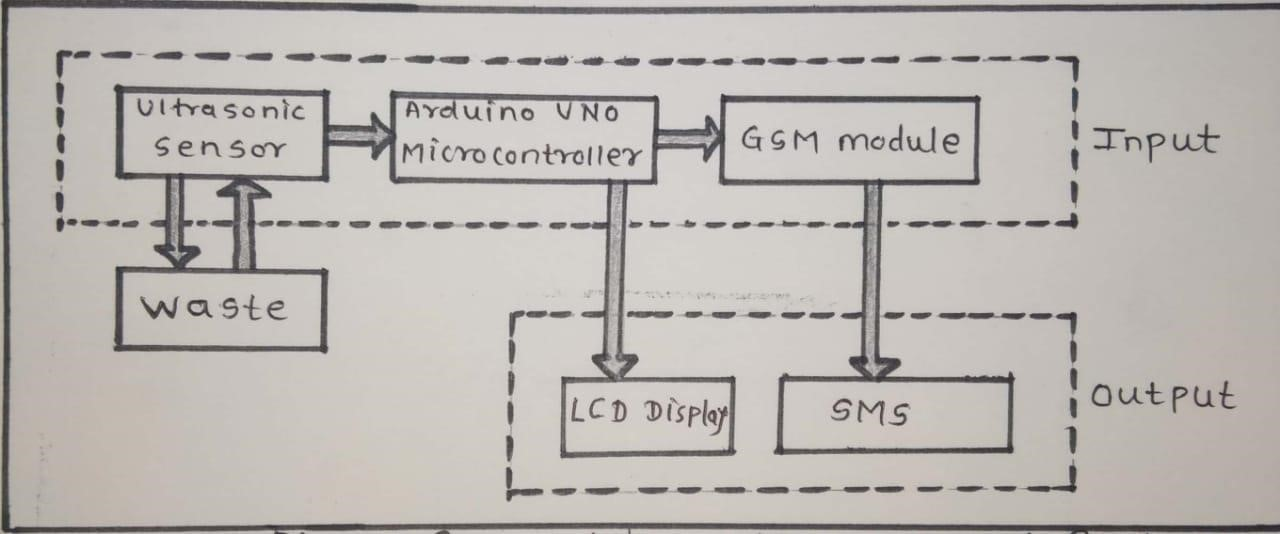 Ultrasonic
sensor
Arduino UNO
Microcontroller
GSM module
Input
Waste
LCD Display
SMS
Output